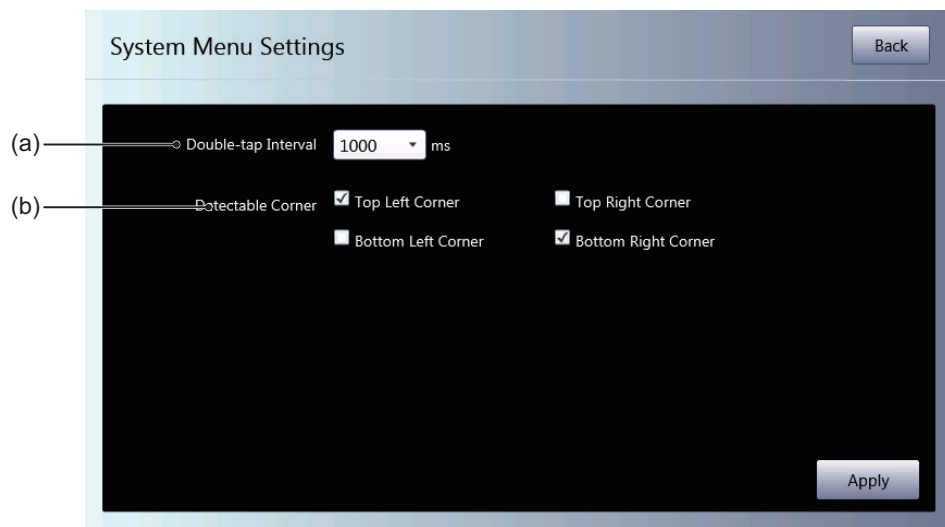 System Menu Settings
Back
(a)
Double-tap Interval 1000 ms
(b)
Detectable Corner Top Left Corner Top Right Corner
Bottom Left Corner Bottom Right Corner
Apply